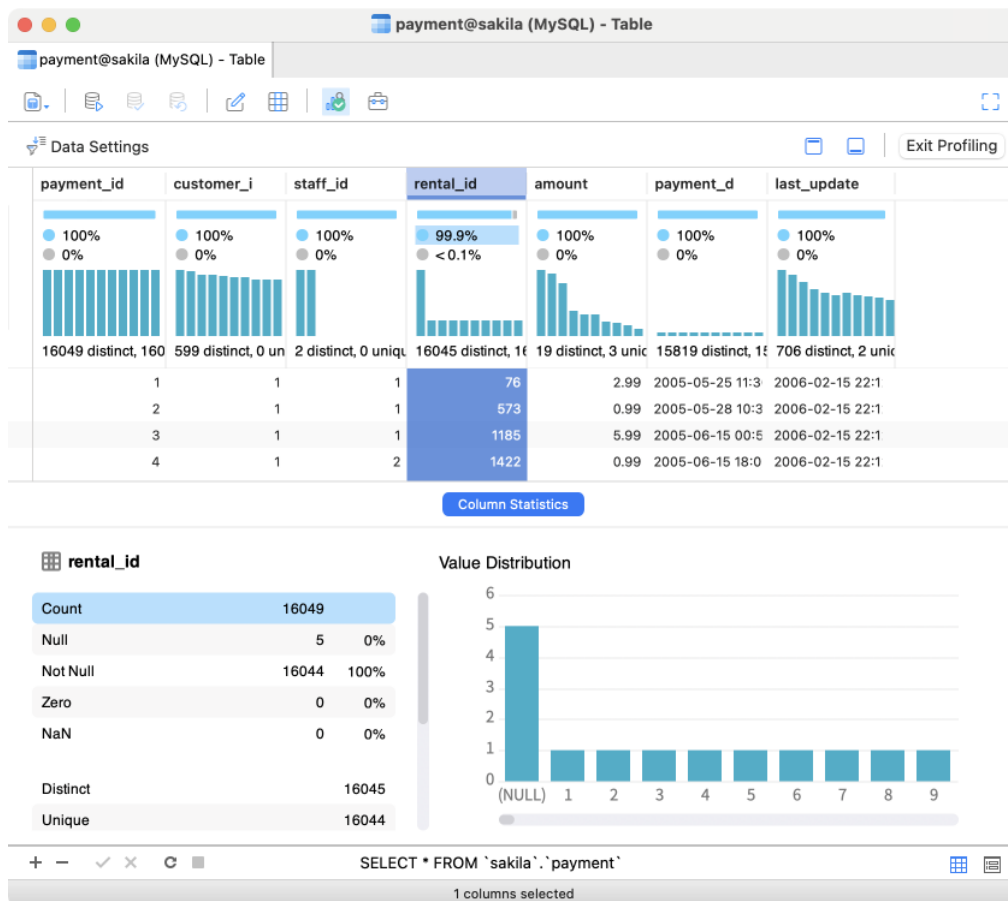 payment@sakila (MySQL) - Table
payment@sakila (MySQL) - Table
Data Settings
Exit Profiling
payment_id customer_i staff_id rental_id amount payment_d last_update
100% 100% 100% 99.9% 100% 100% 100%
0% 0% 0% <0.1% 0% 0% 0%
16049 distinct, 160 599 distinct, 0 un 2 distinct, 0 uniqu 16045 distinct, 16 19 distinct, 3 uniq 15819 distinct, 15 706 distinct, 2 uniq
1 1 1 76 2.99 2005-05-25 11:3 2006-02-15 22:1
2 1 1 573 0.99 2005-05-28 10:3 2006-02-15 22:1
3 1 1 1185 5.99 2005-06-15 00:5 2006-02-15 22:1
4 1 2 1422 0.99 2005-06-15 18:0 2006-02-15 22:1
Column Statistics
rental_id
Count 16049
Null 5 0%
Not Null 16044 100%
Zero 0 0%
NaN 0 0%
Distinct 16045
Unique 16044
Value Distribution
6
5
4
3
2
1
0
(NULL) 1 2 3 4 5 6 7 8 9
SELECT * FROM `sakila`.`payment`
1 columns selected